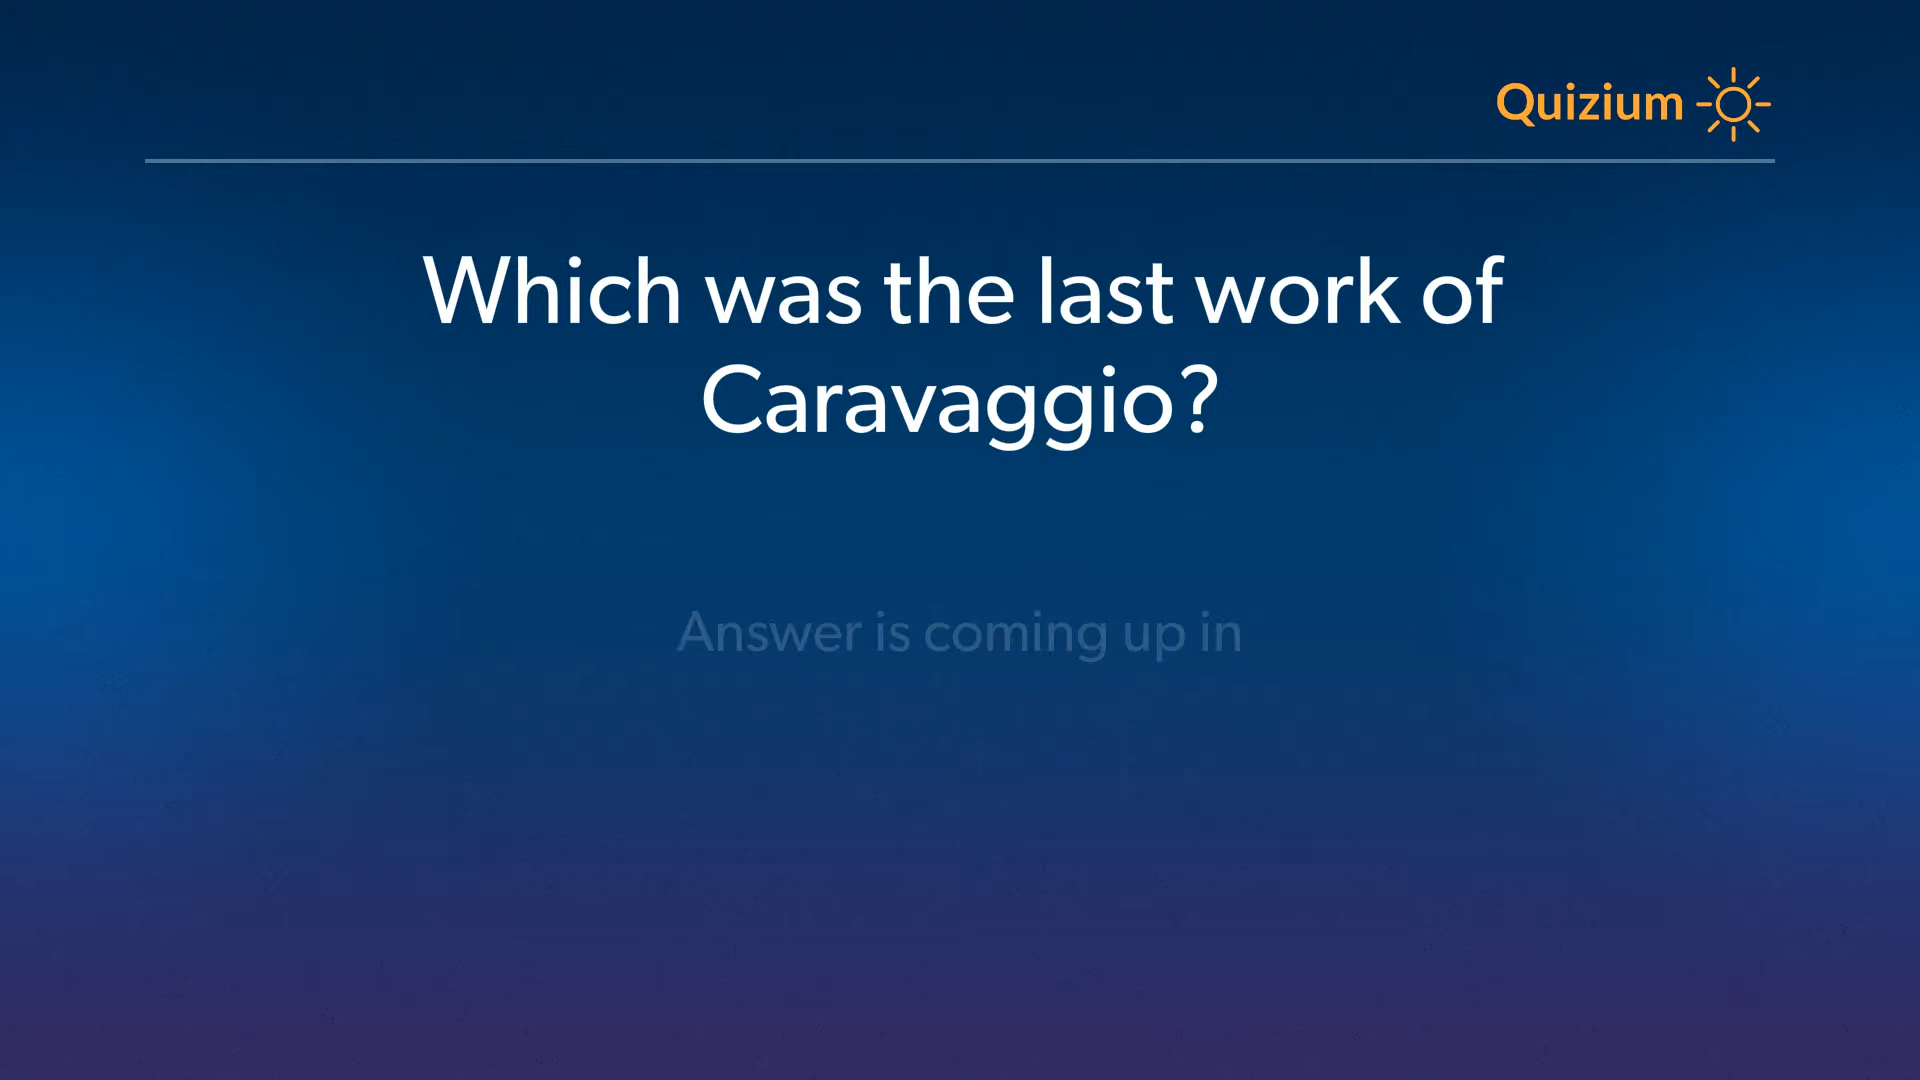 Quizium
Which was the last work of
Caravaggio?
Answer is coming up in